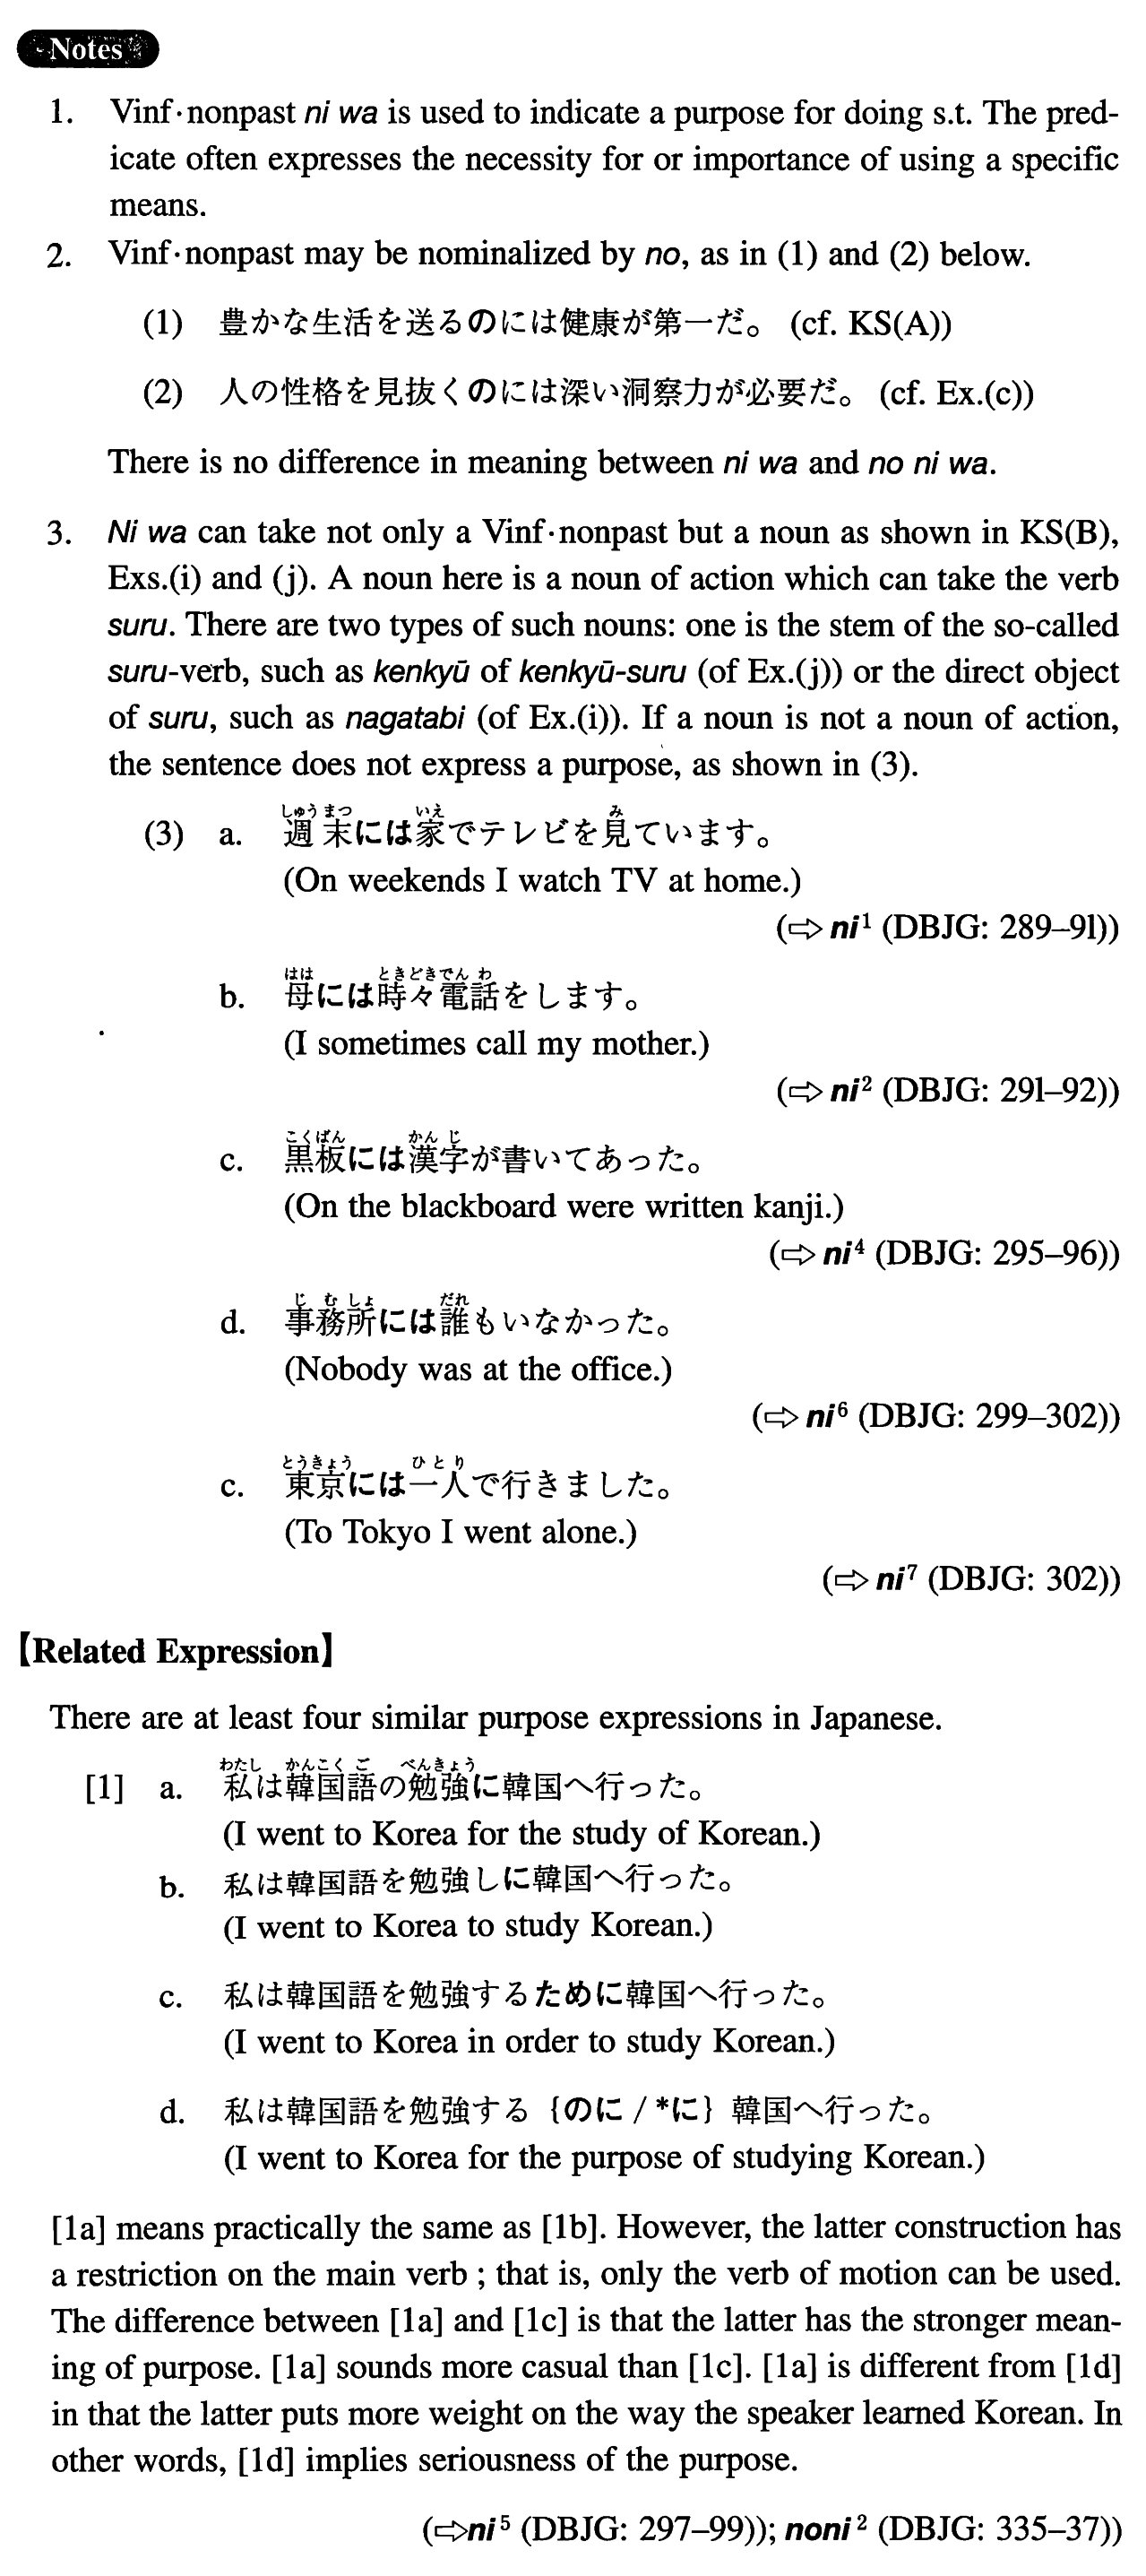 Notes
1. Vinf·nonpast ni wa is used to indicate a purpose for doing s.t. The pred-
icate often expresses the necessity for or importance of using a specific
means.
2. Vinf·nonpast may be nominalized by no, as in (1) and (2) below.
(1) 豊かな生活を送るのには健康が第一だ。 (cf. KS(A))
(2) 人の性格を見抜くのには深い洞察力が必要だ。 (cf. Ex.(c))
There is no difference in meaning between ni wa and no ni wa.
3. Ni wa can take not only a Vinf·nonpast but a noun as shown in KS(B),
Exs.(i) and (j). A noun here is a noun of action which can take the verb
suru. There are two types of such nouns: one is the stem of the so-called
suru-verb, such as kenkyū of kenkyū-suru (of Ex.(j)) or the direct object
of suru, such as nagatabi (of Ex.(i)). If a noun is not a noun of action,
the sentence does not express a purpose, as shown in (3).
しゅうまつ いえ み
(3) a. 週末には家でテレビを見ています。
(On weekends I watch TV at home.)
(⇨ ni¹ (DBJG: 289–91))
はは ときどきでんわ
b. 母には時々電話をします。
(I sometimes call my mother.)
(⇨ ni² (DBJG: 291–92))
こくばん かんじ
c. 黒板には漢字が書いてあった。
(On the blackboard were written kanji.)
(⇨ ni⁴ (DBJG: 295–96))
じむしょ だれ
d. 事務所には誰もいなかった。
(Nobody was at the office.)
(⇨ ni⁶ (DBJG: 299–302))
とうきょう ひとり
c. 東京には一人で行きました。
(To Tokyo I went alone.)
(⇨ ni⁷ (DBJG: 302))
【Related Expression】
There are at least four similar purpose expressions in Japanese.
わたし かんこくご べんきょう
[1] a. 私は韓国語の勉強に韓国へ行った。
(I went to Korea for the study of Korean.)
b. 私は韓国語を勉強しに韓国へ行った。
(I went to Korea to study Korean.)
c. 私は韓国語を勉強するために韓国へ行った。
(I went to Korea in order to study Korean.)
d. 私は韓国語を勉強する {のに / *に} 韓国へ行った。
(I went to Korea for the purpose of studying Korean.)
[1a] means practically the same as [1b]. However, the latter construction has
a restriction on the main verb ; that is, only the verb of motion can be used.
The difference between [1a] and [1c] is that the latter has the stronger mean-
ing of purpose. [1a] sounds more casual than [1c]. [1a] is different from [1d]
in that the latter puts more weight on the way the speaker learned Korean. In
other words, [1d] implies seriousness of the purpose.
(⇨ni⁵ (DBJG: 297–99)); noni² (DBJG: 335–37))